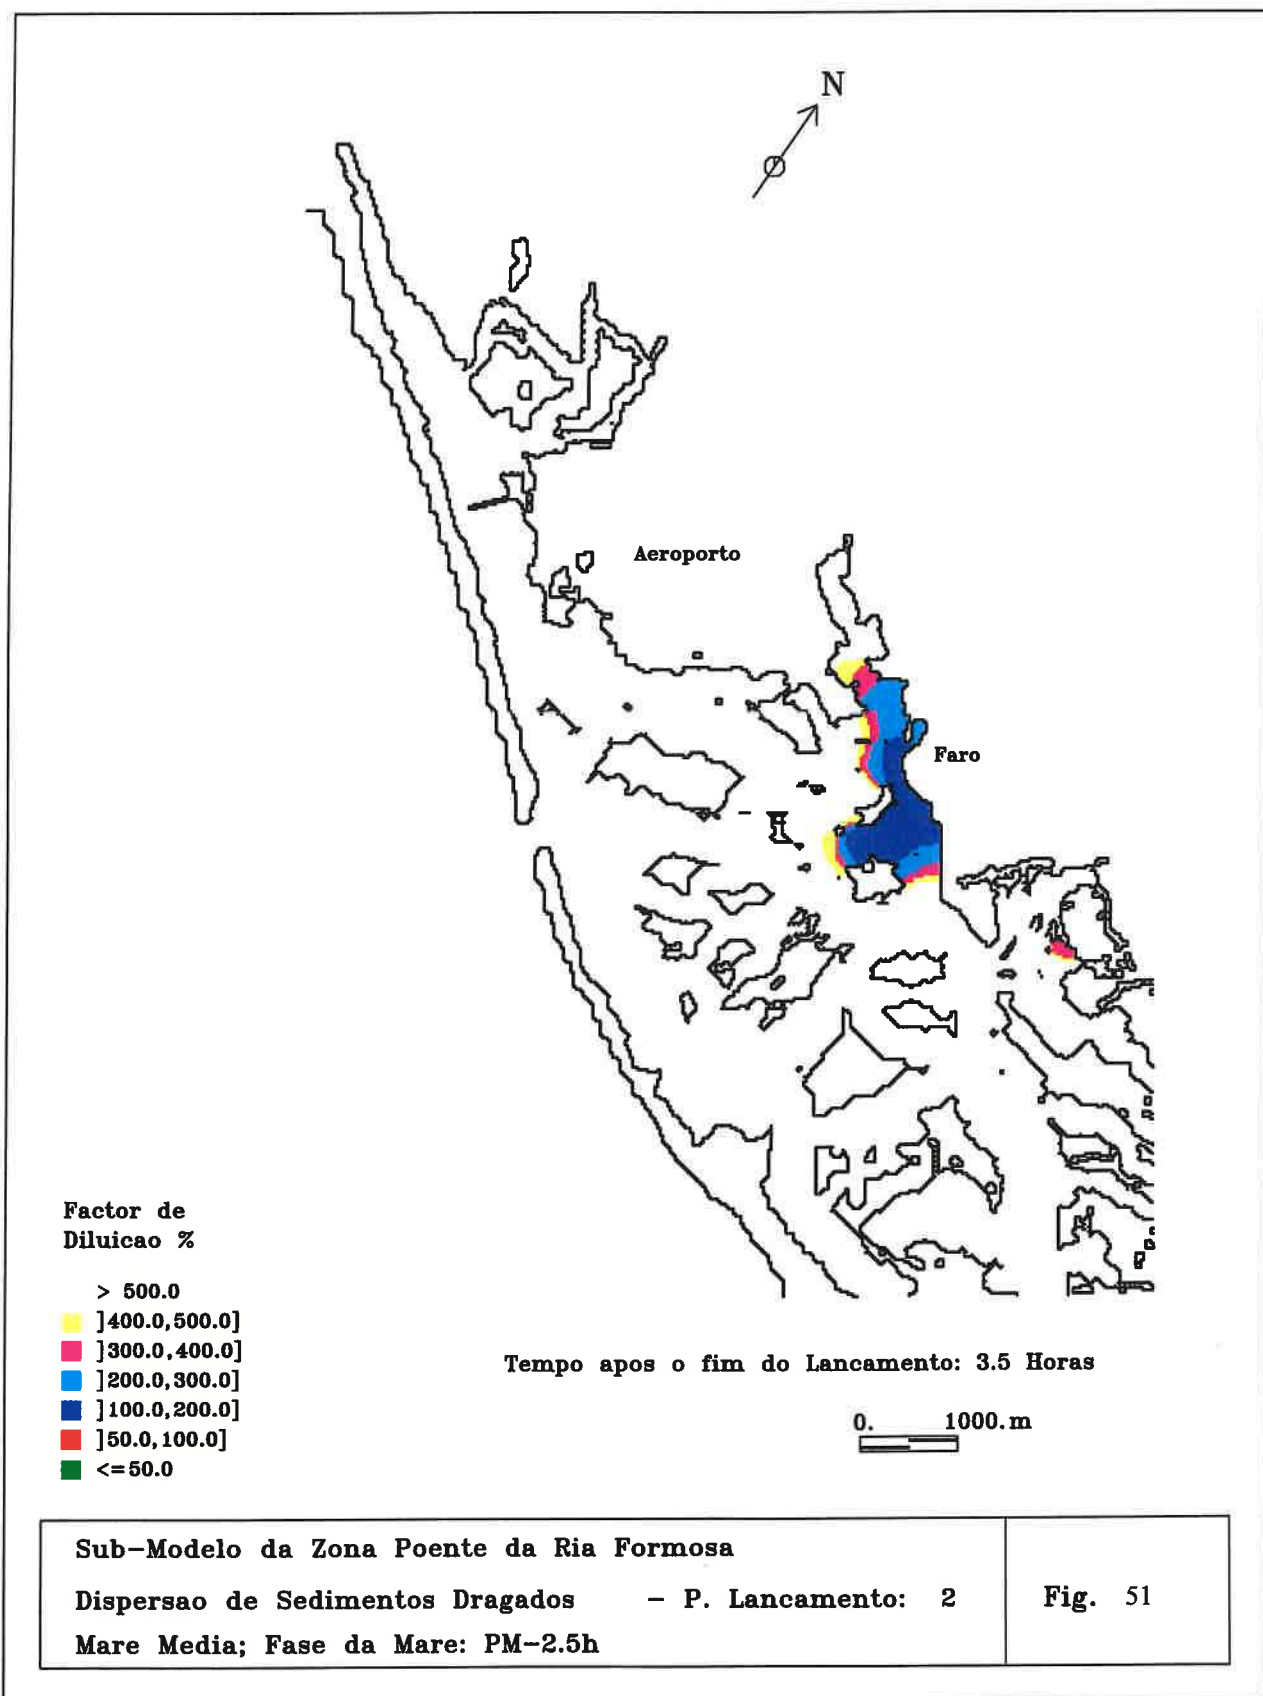 N
Aeroporto
Faro
Factor de
Diluicao %
> 500.0
]400.0,500.0]
]300.0,400.0]
]200.0,300.0]
]100.0,200.0]
]50.0,100.0]
<=50.0
Tempo apos o fim do Lancamento: 3.5 Horas
0. 1000.m
Sub-Modelo da Zona Poente da Ria Formosa
Dispersao de Sedimentos Dragados - P. Lancamento: 2
Mare Media; Fase da Mare: PM-2.5h
Fig. 51